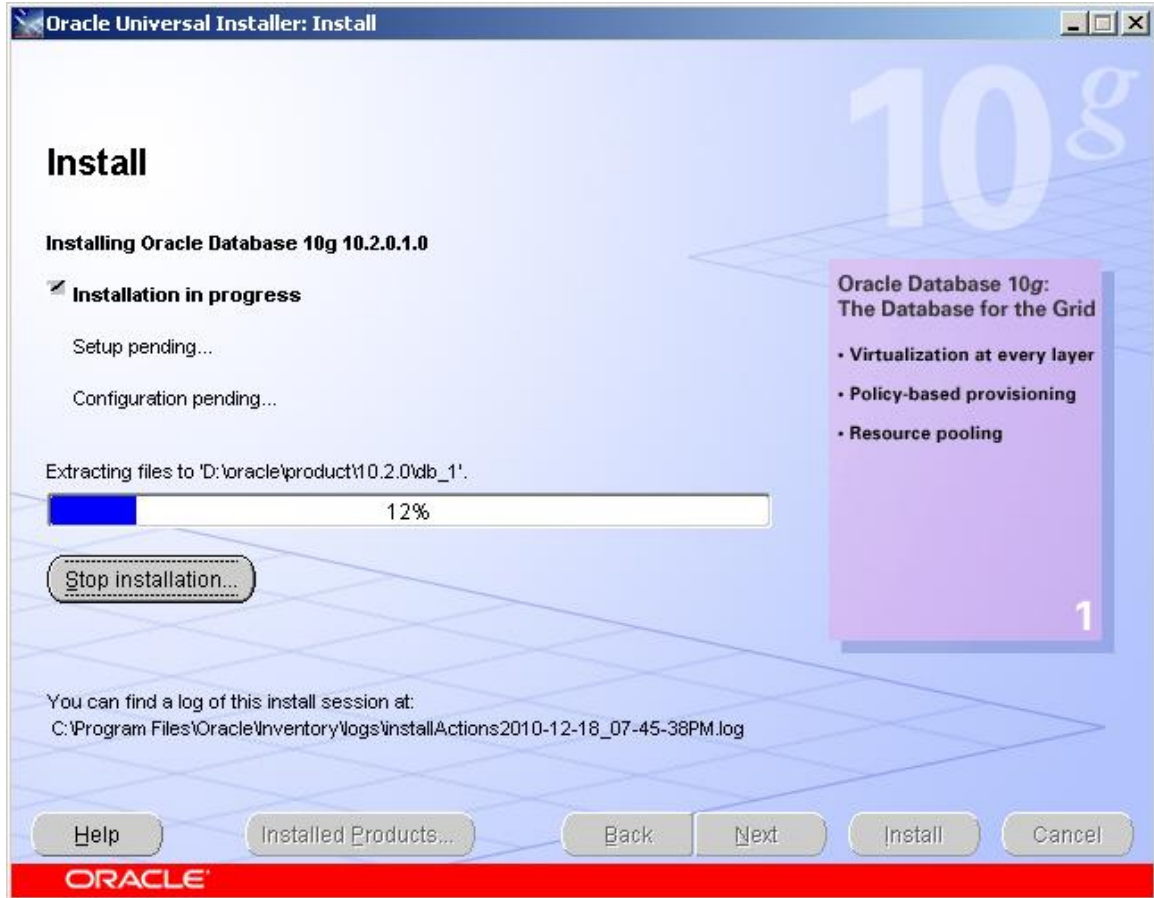 Oracle Universal Installer: Install
10g
Install
Installing Oracle Database 10g 10.2.0.1.0
Installation in progress
Setup pending...
Configuration pending...
Extracting files to 'D:\oracle\product\10.2.0\db_1'.
12%
Stop installation...
Oracle Database 10g:
The Database for the Grid
• Virtualization at every layer
• Policy-based provisioning
• Resource pooling
1
You can find a log of this install session at:
C:\Program Files\Oracle\Inventory\logs\installActions2010-12-18_07-45-38PM.log
Help
Installed Products...
Back
Next
Install
Cancel
ORACLE